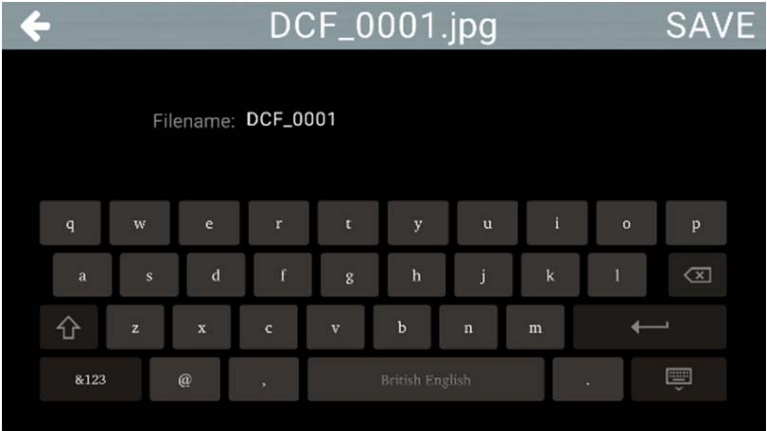 DCF_0001.jpg SAVE
Filename: DCF_0001
q w e r t y u i o p
a s d f g h j k l
z x c v b n m
&123 @ , British English .